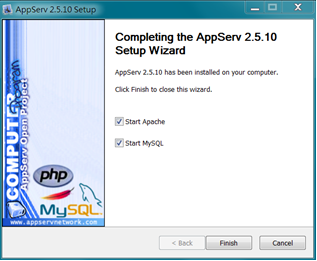 AppServ 2.5.10 Setup
Completing the AppServ 2.5.10
Setup Wizard
AppServ 2.5.10 has been installed on your computer.
Click Finish to close this wizard.
Start Apache
Start MySQL
COMPUTER
AppServ Open Project
php
MySQL
www.appservnetwork.com
< Back
Finish
Cancel